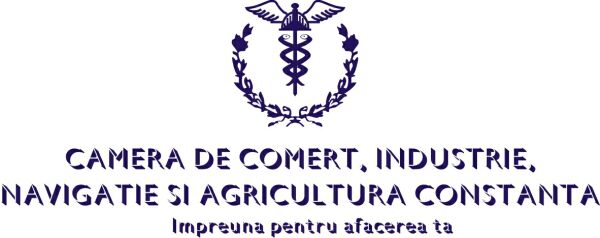 CAMERA DE COMERT, INDUSTRIE,
NAVIGATIE SI AGRICULTURA CONSTANTA
Impreuna pentru afacerea ta